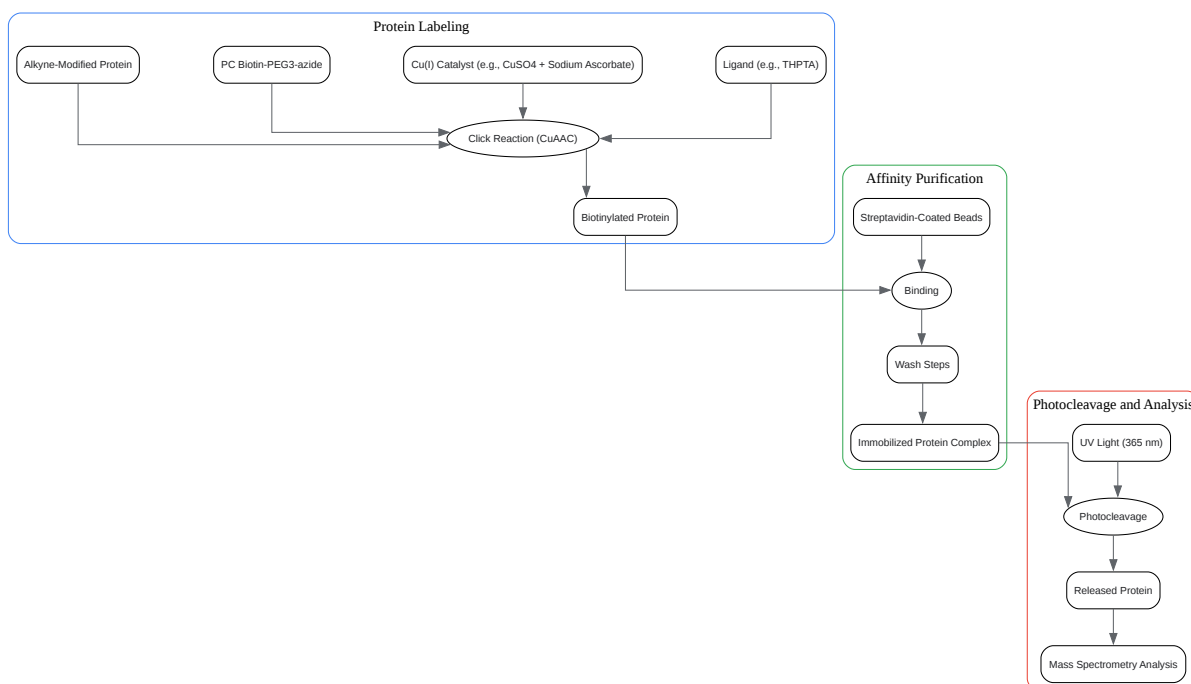 Protein Labeling
Alkyne-Modified Protein
PC Biotin-PEG3-azide
Cu(I) Catalyst (e.g., CuSO4 + Sodium Ascorbate)
Ligand (e.g., THPTA)
Click Reaction (CuAAC)
Biotinylated Protein
Affinity Purification
Streptavidin-Coated Beads
Binding
Wash Steps
Immobilized Protein Complex
Photocleavage and Analysis
UV Light (365 nm)
Photocleavage
Released Protein
Mass Spectrometry Analysis